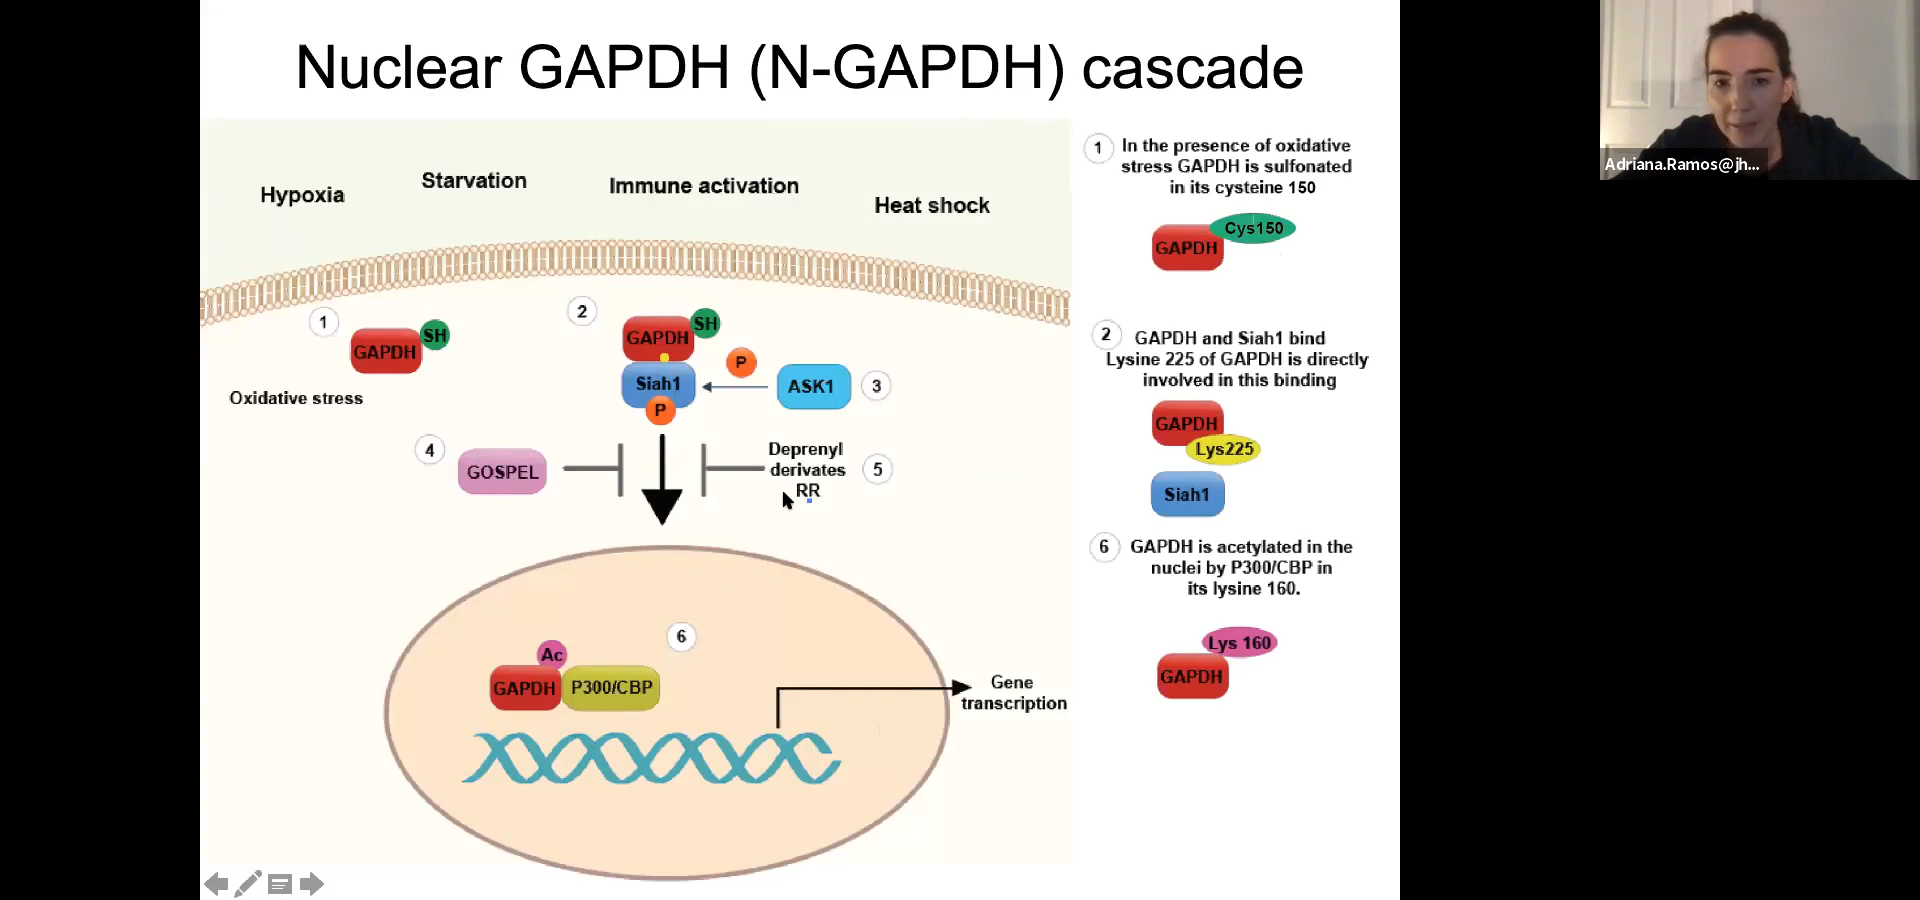 Nuclear GAPDH (N-GAPDH) cascade
Hypoxia
Starvation
Immune activation
Heat shock
1
GAPDH
SH
Oxidative stress
2
GAPDH
SH
Siah1
P
P
ASK1
3
4
GOSPEL
Deprenyl
derivates
RR
5
6
Ac
GAPDH
P300/CBP
Gene
transcription
1
In the presence of oxidative
stress GAPDH is sulfonated
in its cysteine 150
Cys150
GAPDH
2
GAPDH and Siah1 bind
Lysine 225 of GAPDH is directly
involved in this binding
GAPDH
Lys225
Siah1
6
GAPDH is acetylated in the
nuclei by P300/CBP in
its lysine 160.
Lys 160
GAPDH
Adriana.Ramos@jh...